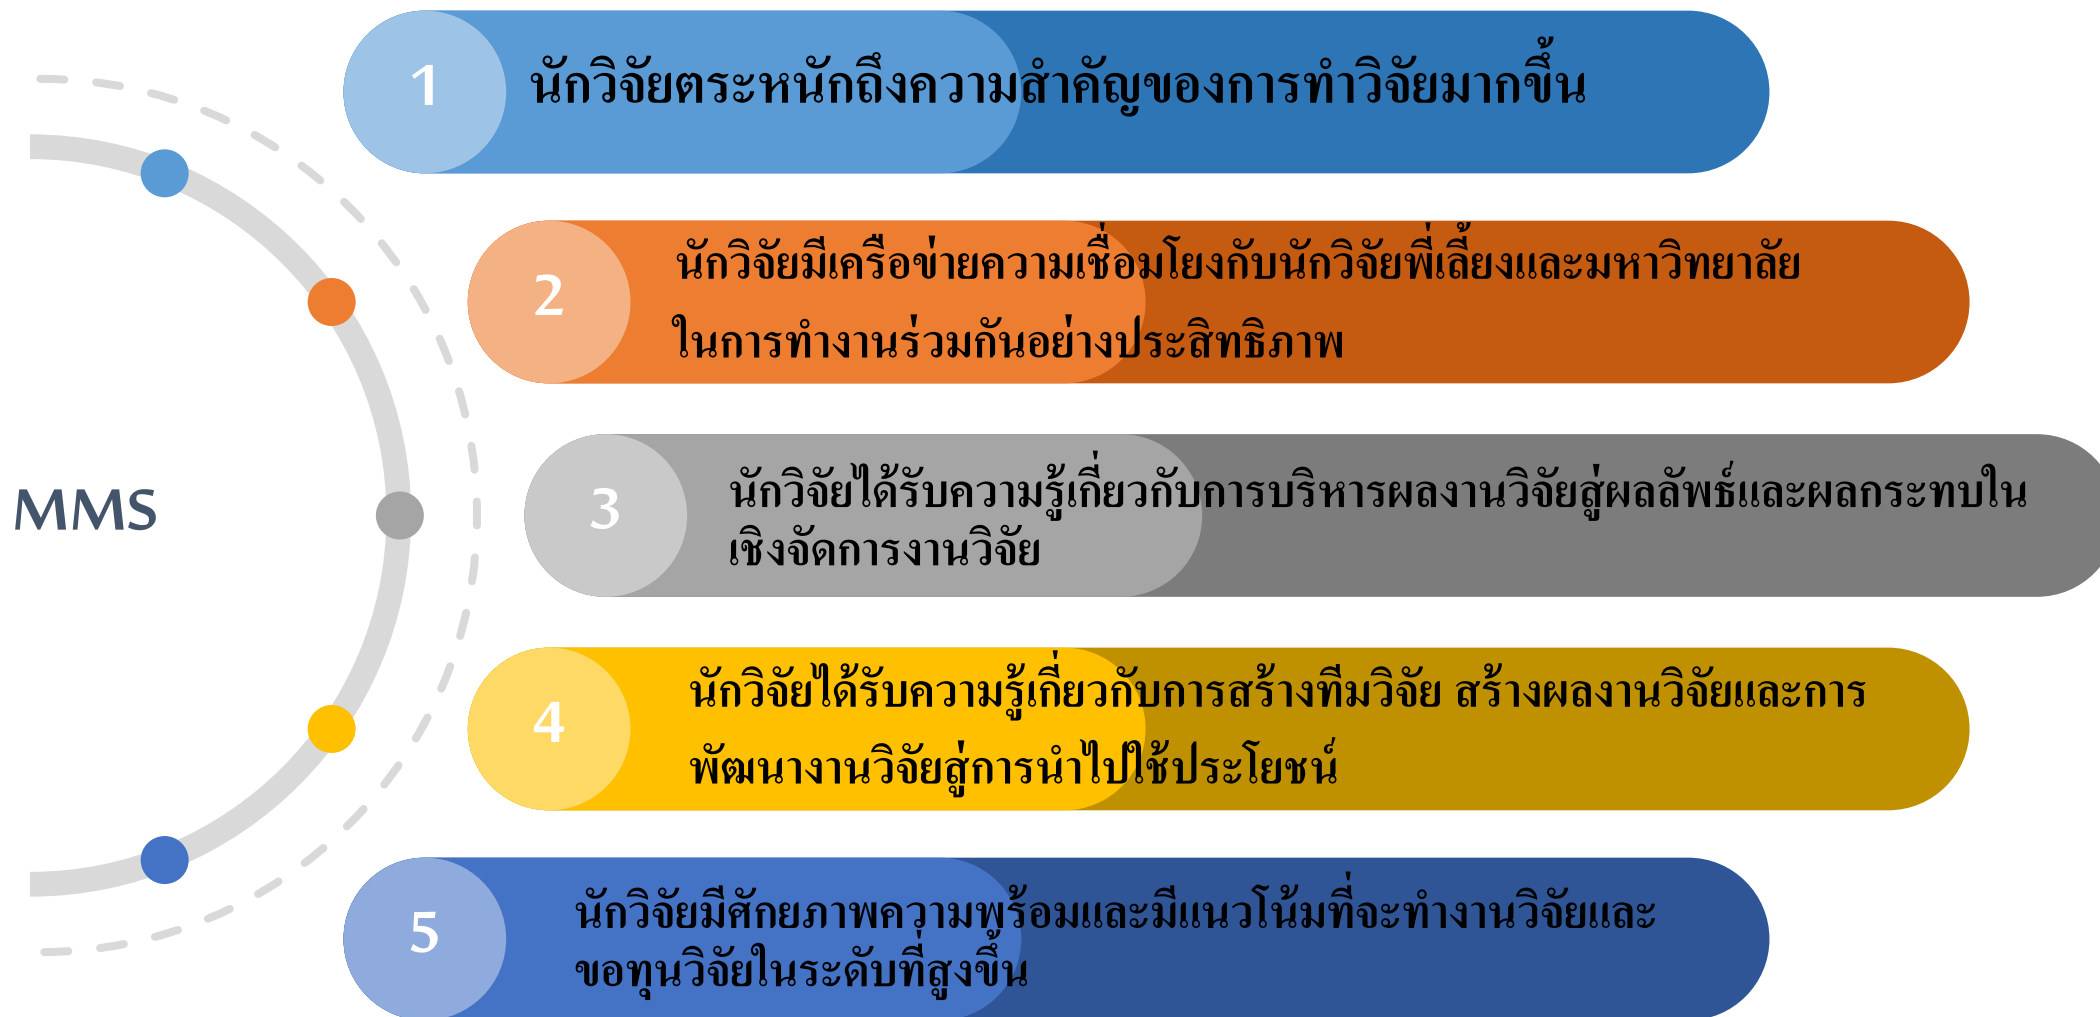 1
นักวิจัยตระหนักถึงความสำคัญของการทำวิจัยมากขึ้น
2
นักวิจัยมีเครือข่ายความเชื่อมโยงกับนักวิจัยพี่เลี้ยงและมหาวิทยาลัย
ในการทำงานร่วมกันอย่างประสิทธิภาพ
MMS
3
นักวิจัยได้รับความรู้เกี่ยวกับการบริหารผลงานวิจัยสู่ผลลัพธ์และผลกระทบใน
เชิงจัดการงานวิจัย
4
นักวิจัยได้รับความรู้เกี่ยวกับการสร้างทีมวิจัย สร้างผลงานวิจัยและการ
พัฒนางานวิจัยสู่การนำไปใช้ประโยชน์
5
นักวิจัยมีศักยภาพความพร้อมและมีแนวโน้มที่จะทำงานวิจัยและ
ขอทุนวิจัยในระดับที่สูงขึ้น